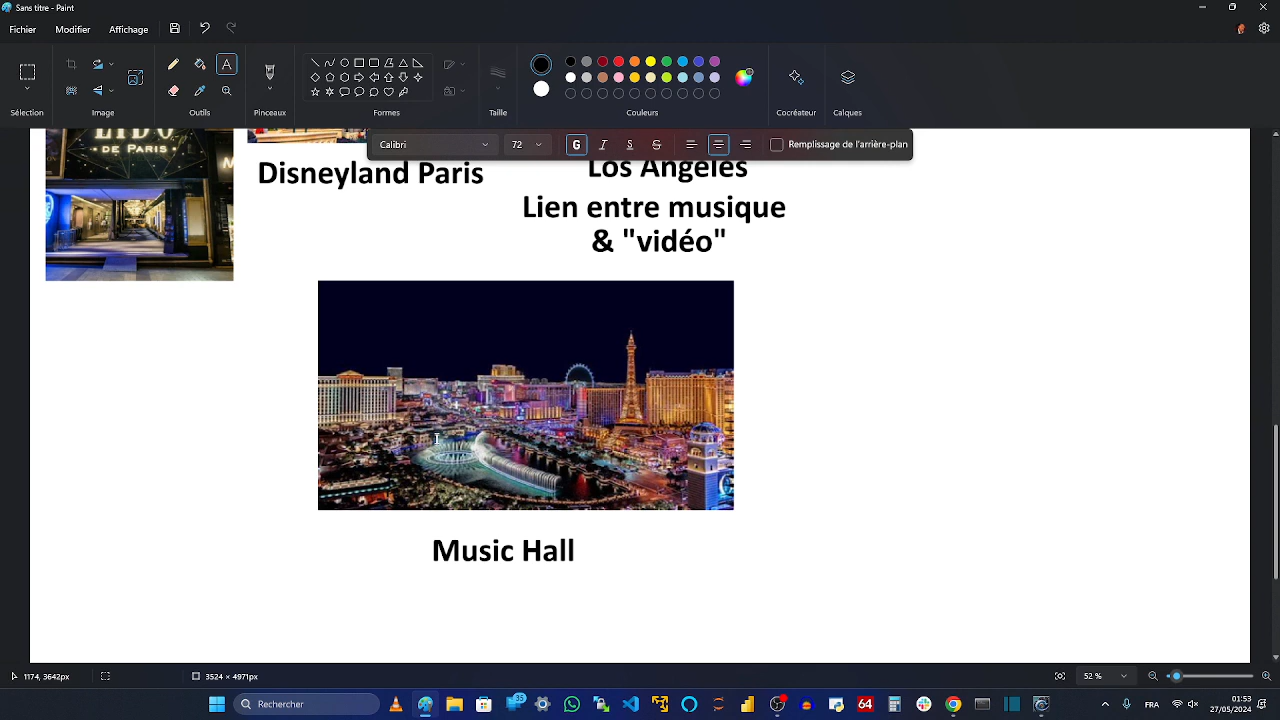 Sans titre - Paint
Modifier
Affichage
Sélection
Image
Outils
Pinceaux
Formes
Taille
Couleurs
Cocréateur
Calques
Calibri
72
G
Remplissage de l'arrière-plan
LIDO
• DE PARIS •
Disneyland Paris
Los Angeles
Lien entre musique
& "vidéo"
Music Hall
1174, 3642px
3524 × 4971px
52 %
Rechercher
35
64
FRA
01:53
27/05/2024